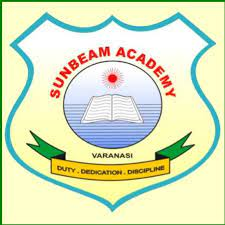 SUNBEAM ACADEMY
VARANASI
DUTY . DEDICATION . DISCIPLINE